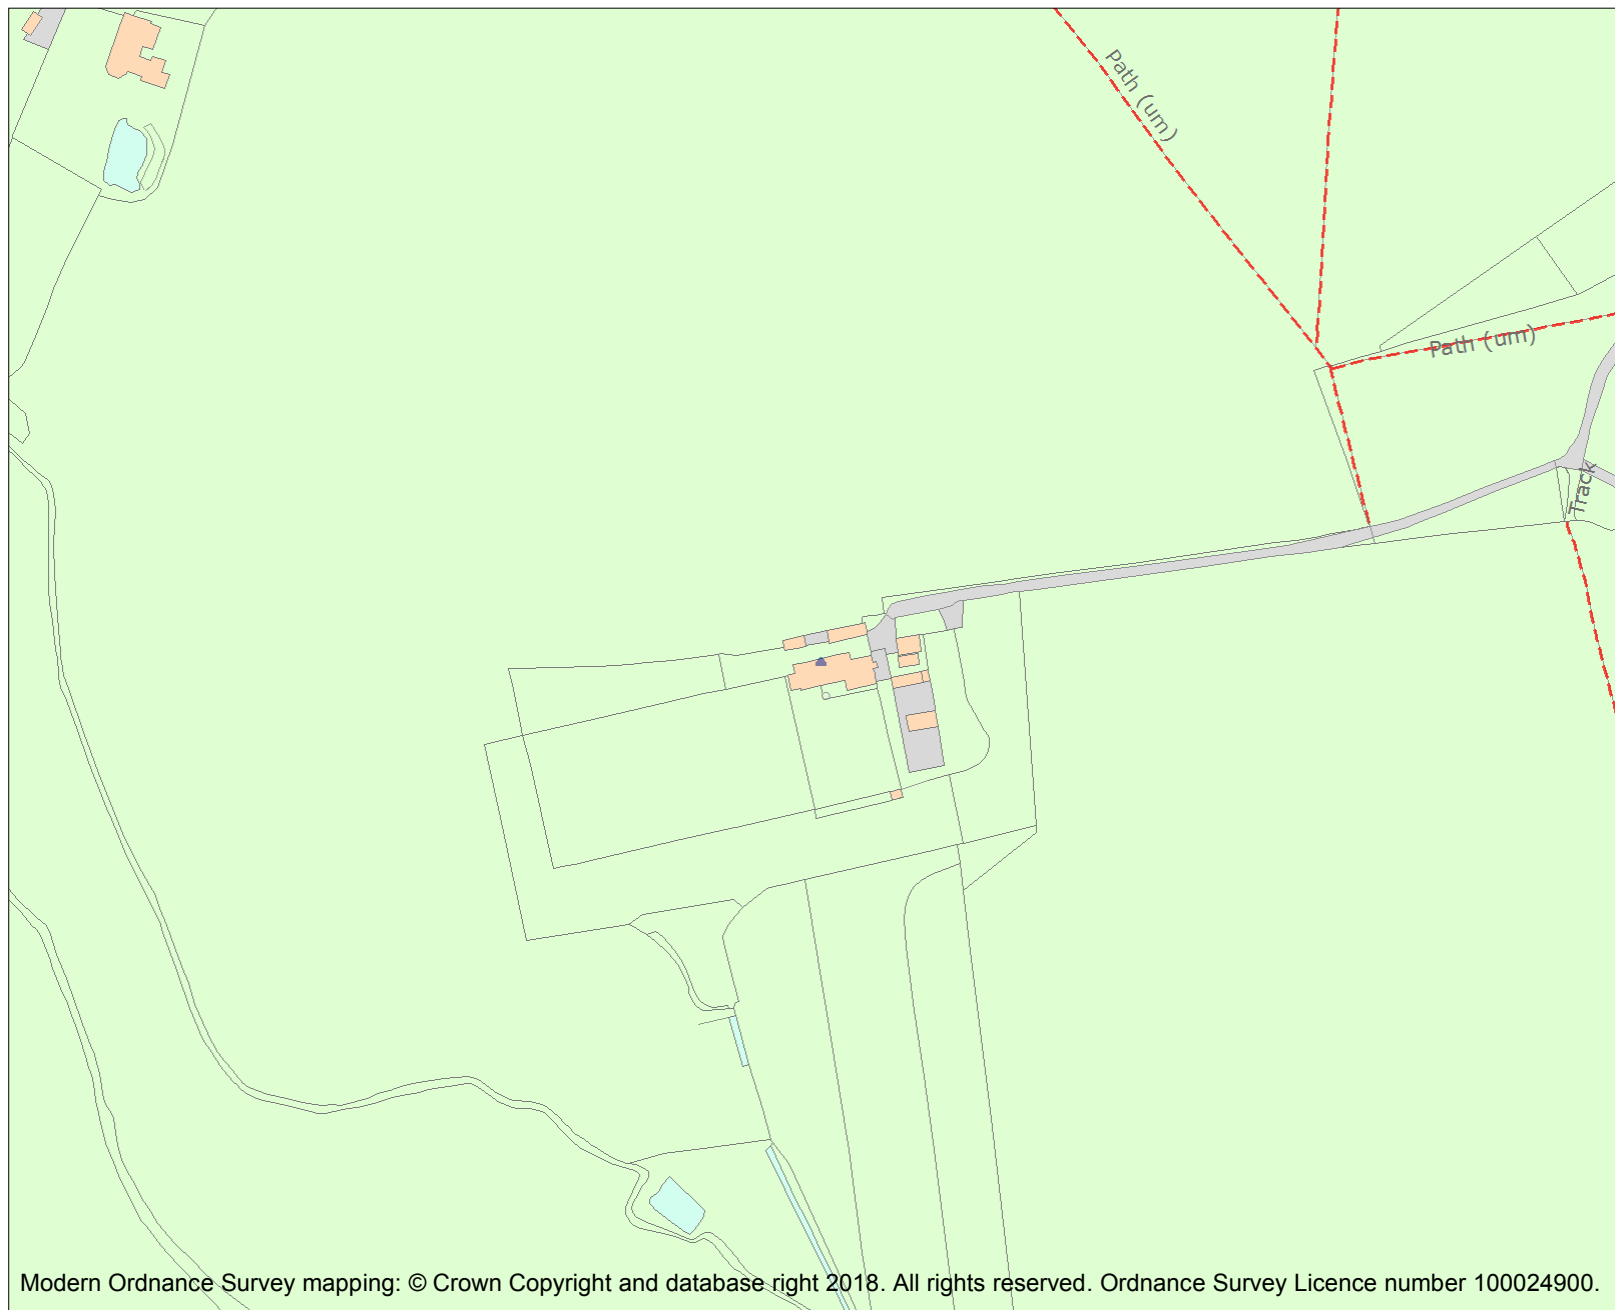 Path (um)
Path (um)
Track
Modern Ordnance Survey mapping: © Crown Copyright and database right 2018. All rights reserved. Ordnance Survey Licence number 100024900.